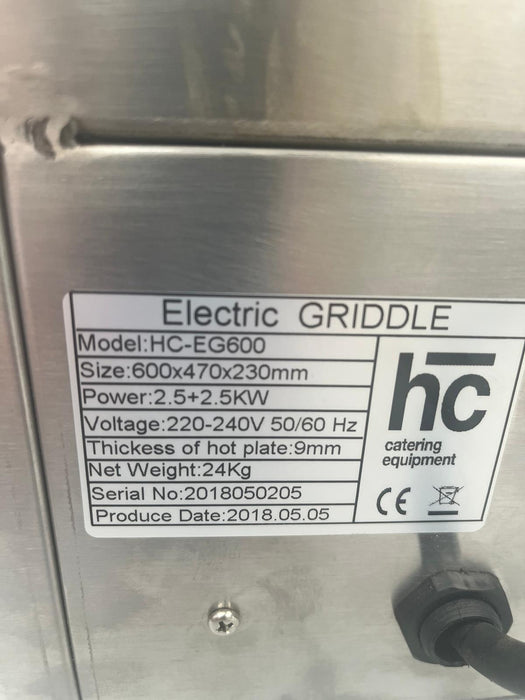 Electric GRIDDLE
Model:HC-EG600
Size:600x470x230mm
Power:2.5+2.5KW
Voltage:220-240V 50/60 Hz
Thickess of hot plate:9mm
Net Weight:24Kg
Serial No:2018050205
Produce Date:2018.05.05
hc
catering
equipment
CE